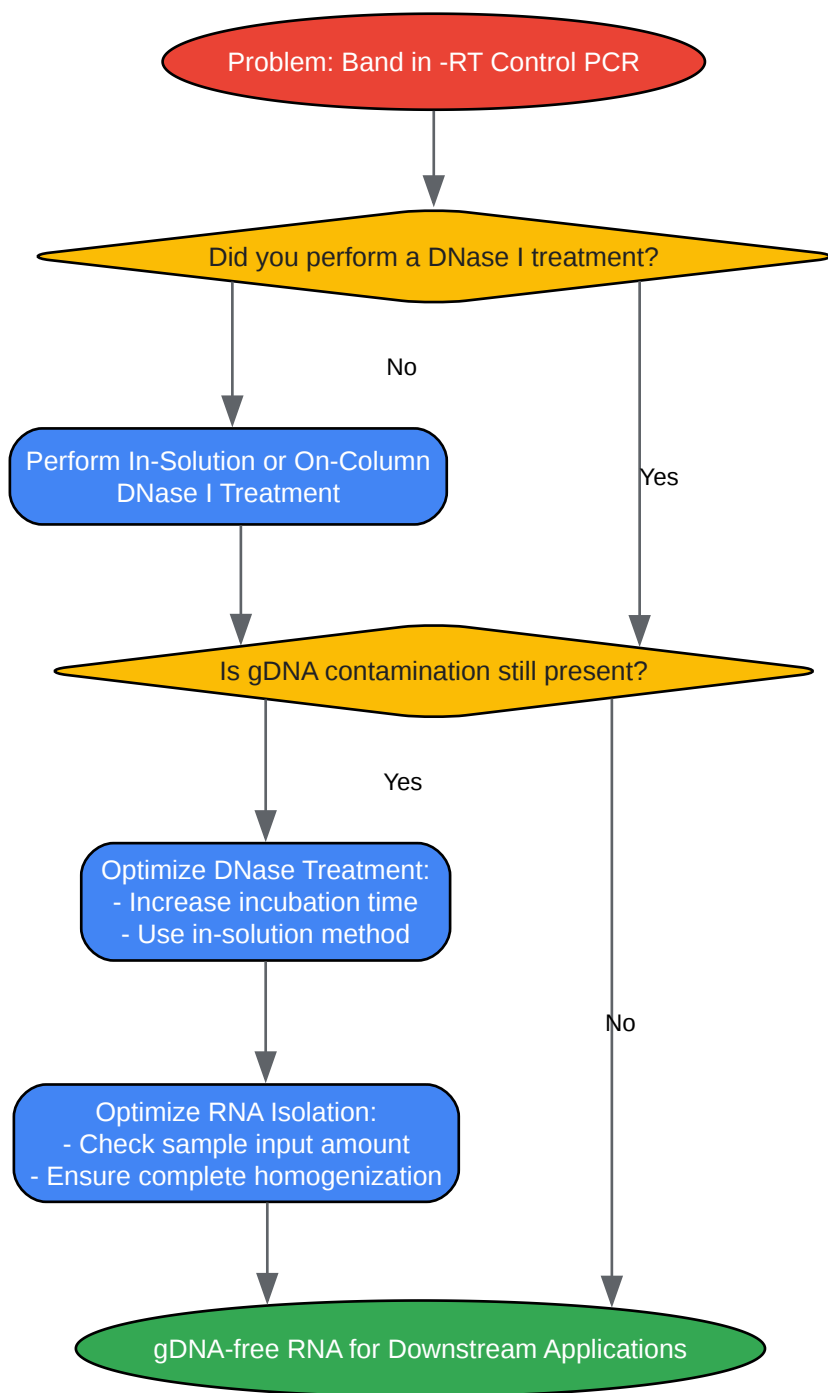 Problem: Band in -RT Control PCR
Did you perform a DNase I treatment?
No
Perform In-Solution or On-Column
DNase I Treatment
Yes
Is gDNA contamination still present?
Yes
Optimize DNase Treatment:
- Increase incubation time
- Use in-solution method
No
Optimize RNA Isolation:
- Check sample input amount
- Ensure complete homogenization
gDNA-free RNA for Downstream Applications